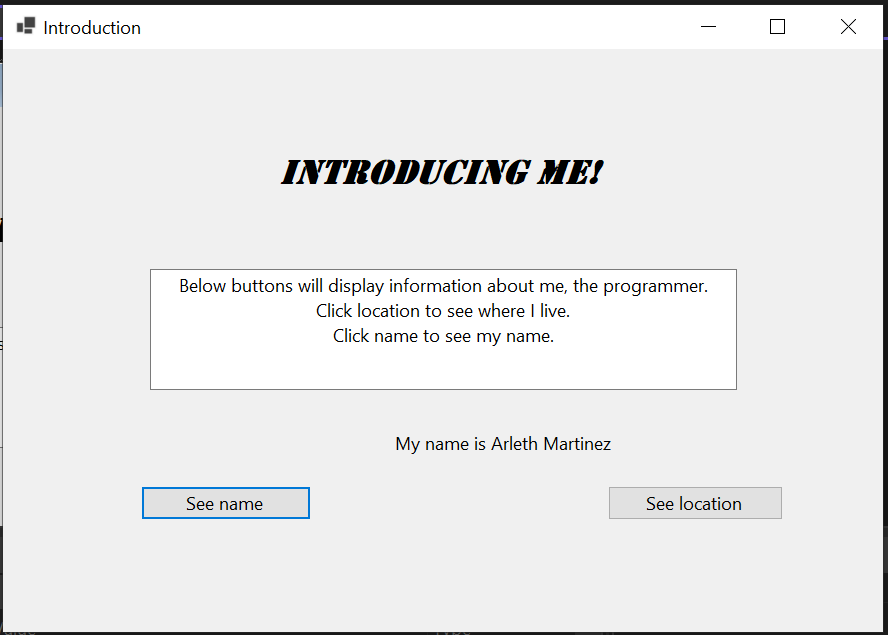 Introduction
INTRODUCING ME!
Below buttons will display information about me, the programmer.
Click location to see where I live.
Click name to see my name.
My name is Arleth Martinez
See name
See location